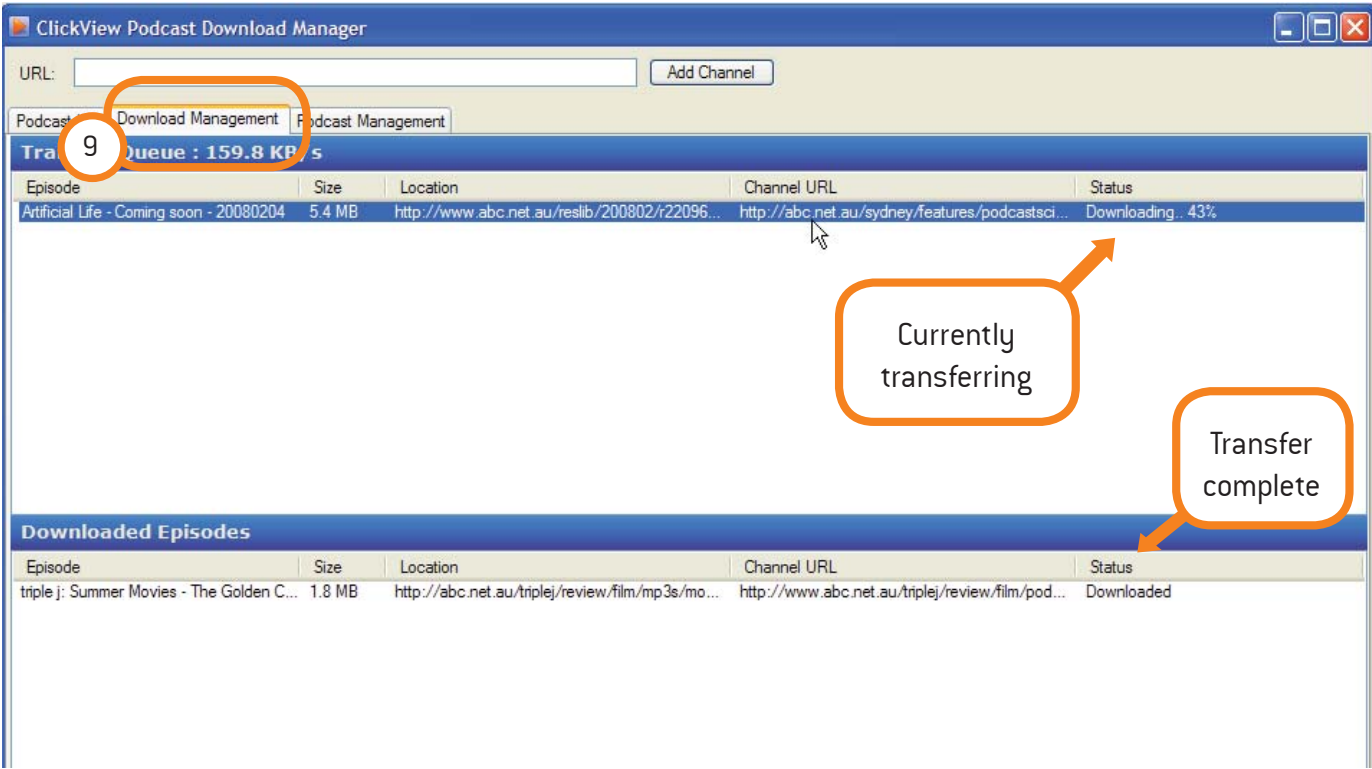 ClickView Podcast Download Manager
URL:
Add Channel
Podcast
Download Management
Podcast Management
9
Queue : 159.8 KB/s
Episode Size Location Channel URL Status
Artificial Life - Coming soon - 20080204 5.4 MB http://www.abc.net.au/reslib/200802/r22096... http://abc.net.au/sydney/features/podcastsci... Downloading.. 43%
Currently
transferring
Transfer
complete
Downloaded Episodes
Episode Size Location Channel URL Status
triple j: Summer Movies - The Golden C... 1.8 MB http://abc.net.au/triplej/review/film/mp3s/mo... http://www.abc.net.au/triplej/review/film/pod... Downloaded